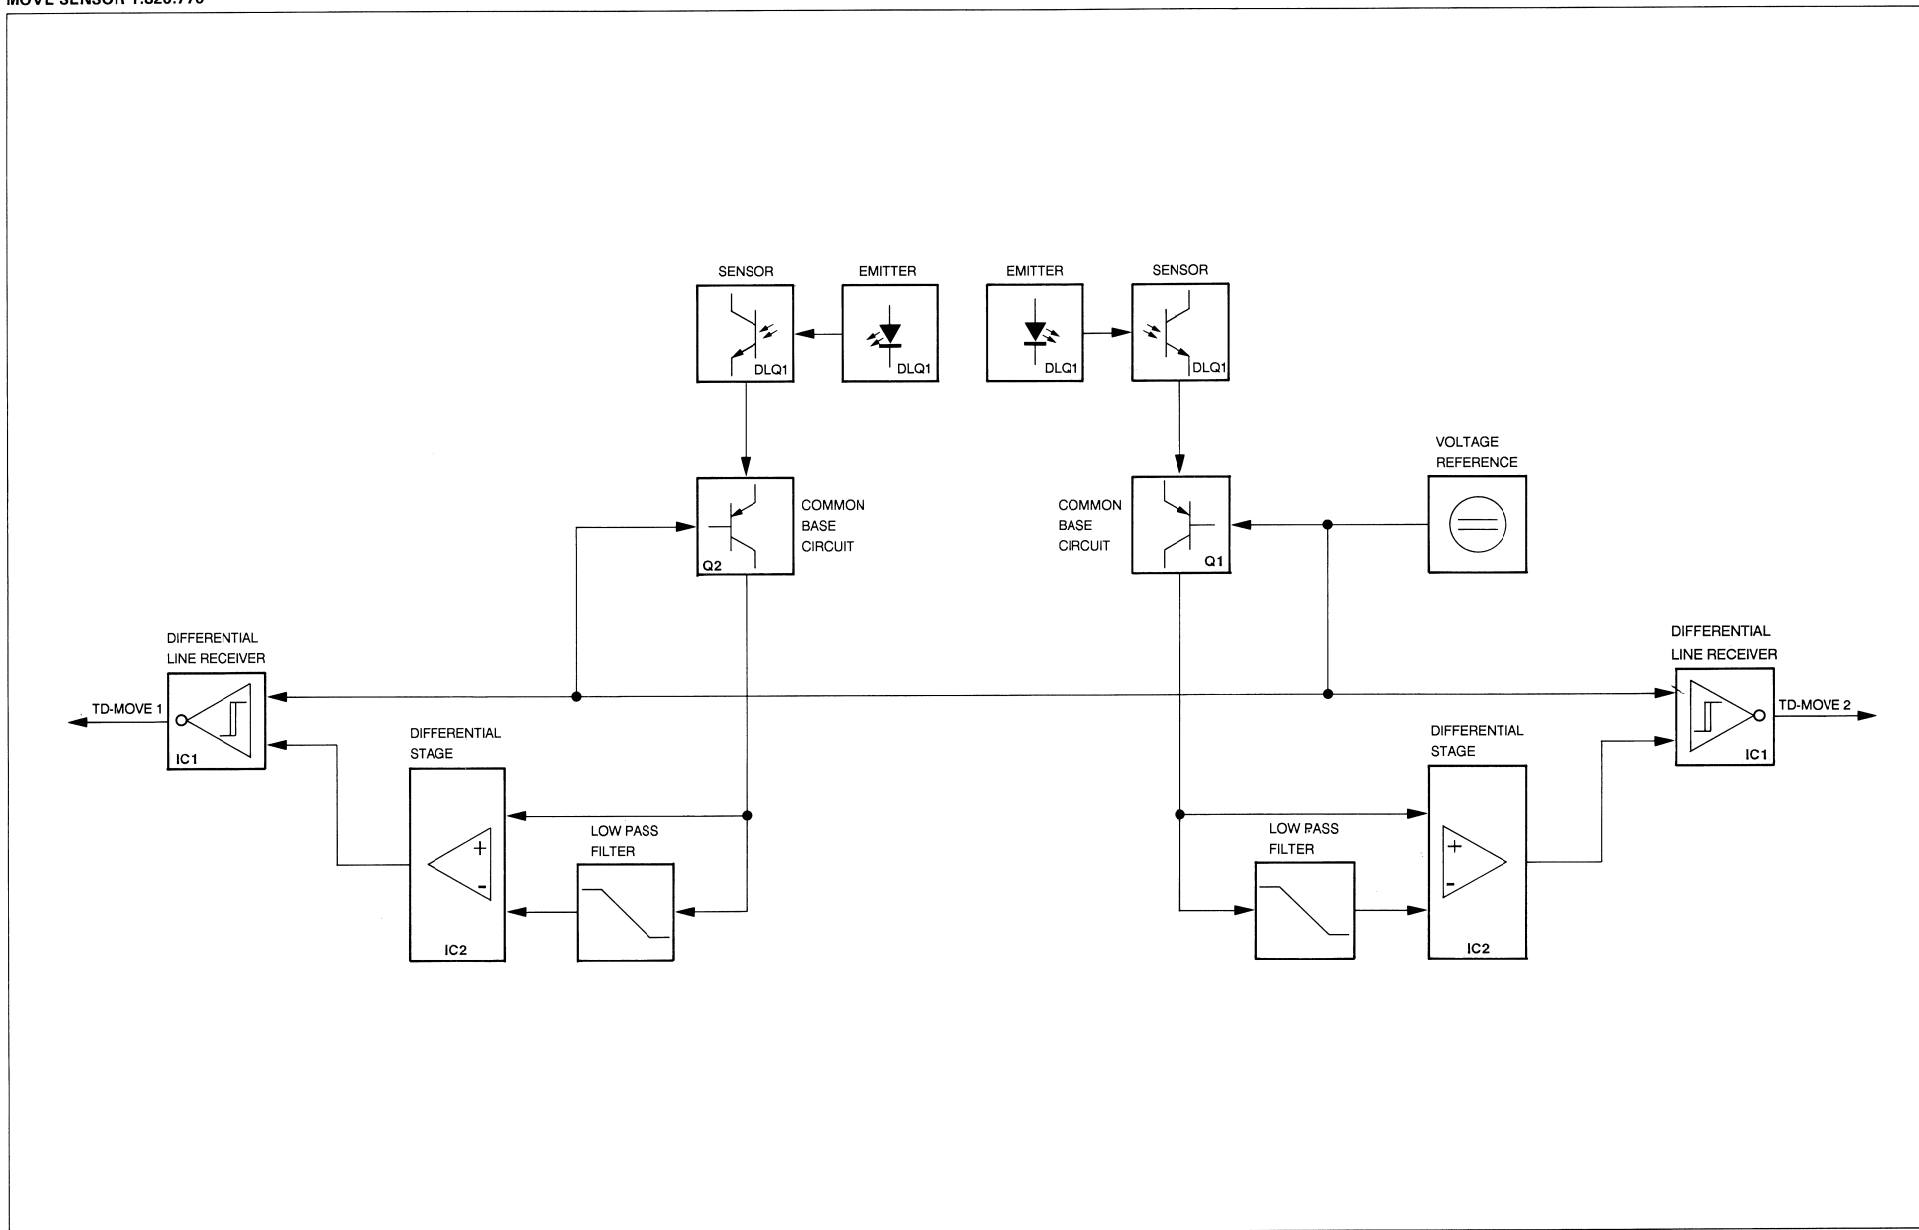 SENSOR
EMITTER
EMITTER
SENSOR
DLQ1
DLQ1
DLQ1
DLQ1
VOLTAGE
REFERENCE
COMMON
BASE
CIRCUIT
Q2
COMMON
BASE
CIRCUIT
Q1
DIFFERENTIAL
LINE RECEIVER
TD-MOVE 1
IC1
DIFFERENTIAL
LINE RECEIVER
TD-MOVE 2
IC1
DIFFERENTIAL
STAGE
+
-
IC2
LOW PASS
FILTER
LOW PASS
FILTER
DIFFERENTIAL
STAGE
+
-
IC2